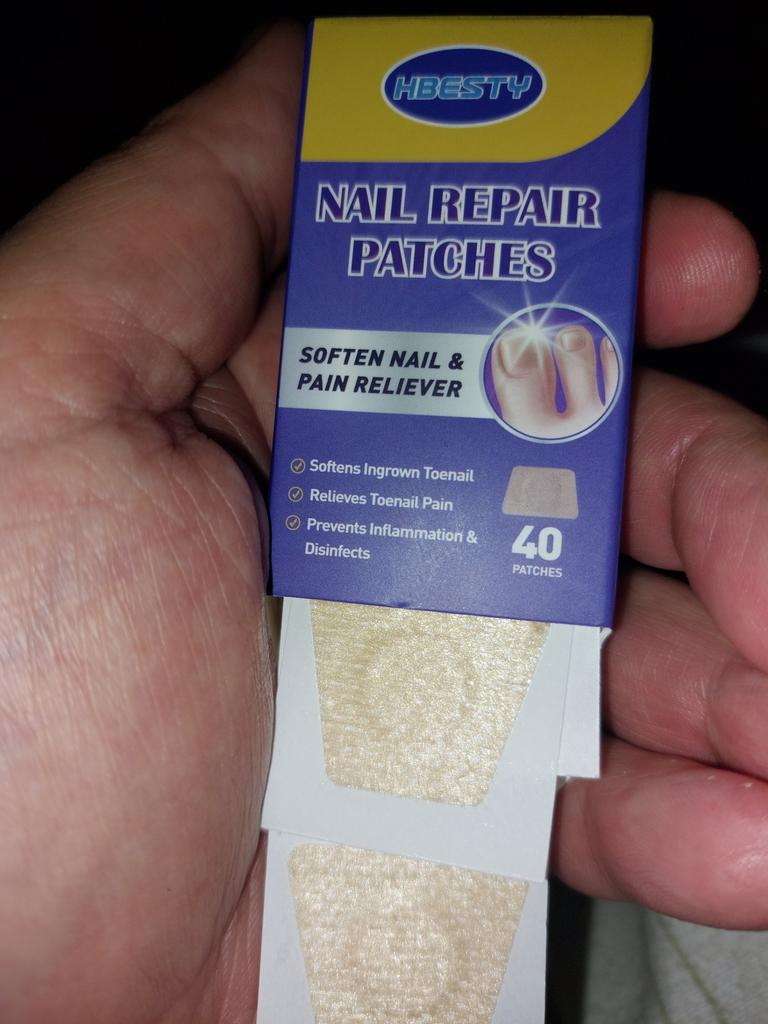 HBESTY
NAIL REPAIR
PATCHES
SOFTEN NAIL &
PAIN RELIEVER
Softens Ingrown Toenail
Relieves Toenail Pain
Prevents Inflammation &
Disinfects
40
PATCHES